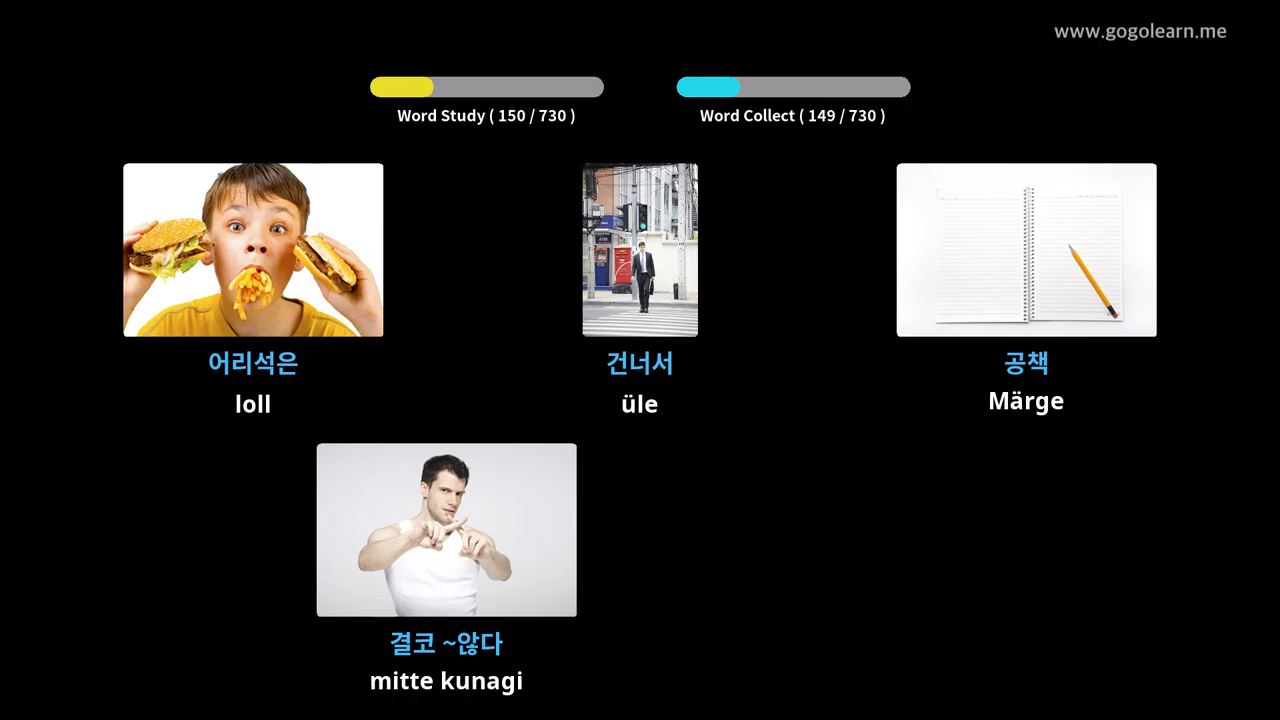 www.gogolearn.me
Word Study ( 150 / 730 )
Word Collect ( 149 / 730 )
어리석은
loll
건너서
üle
공책
Märge
결코 ~않다
mitte kunagi